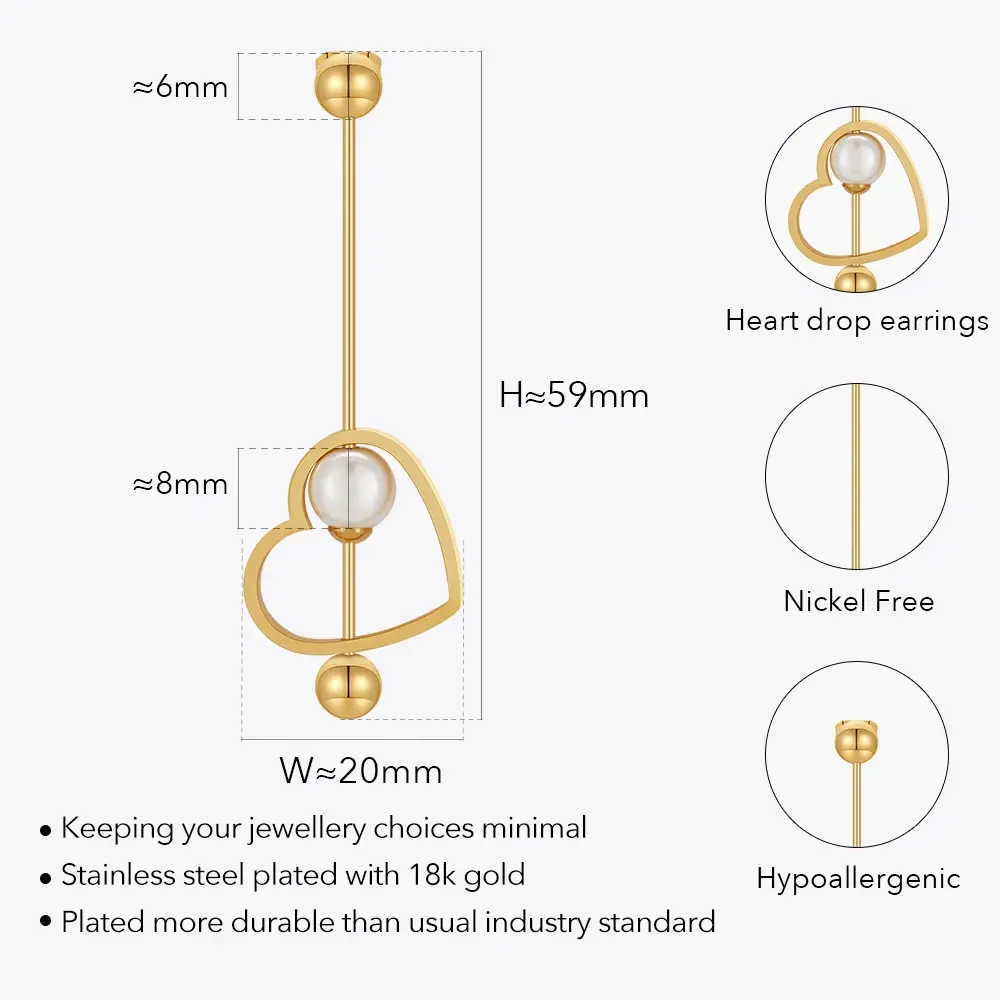 ≈6mm
H≈59mm
≈8mm
W≈20mm
Heart drop earrings
Nickel Free
Hypoallergenic
• Keeping your jewellery choices minimal
• Stainless steel plated with 18k gold
• Plated more durable than usual industry standard